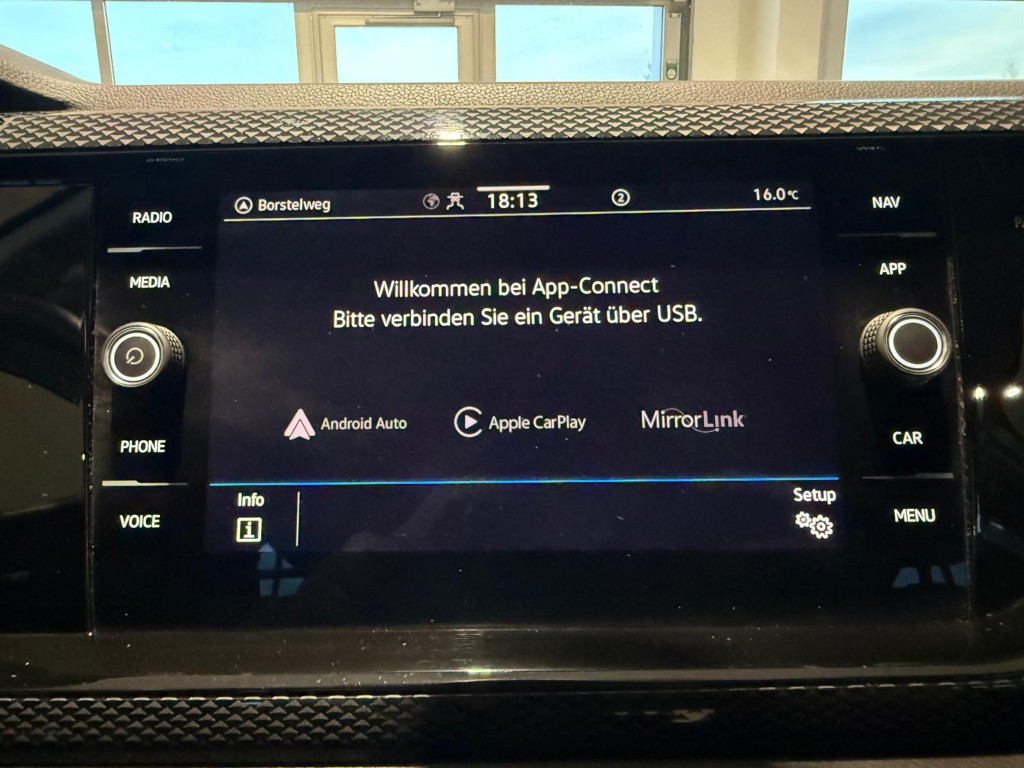 RADIO
MEDIA
PHONE
VOICE
Borstelweg
18:13
2
16.0°C
Willkommen bei App-Connect
Bitte verbinden Sie ein Gerät über USB.
Android Auto
Apple CarPlay
MirrorLink
Info
i
Setup
NAV
APP
CAR
MENU